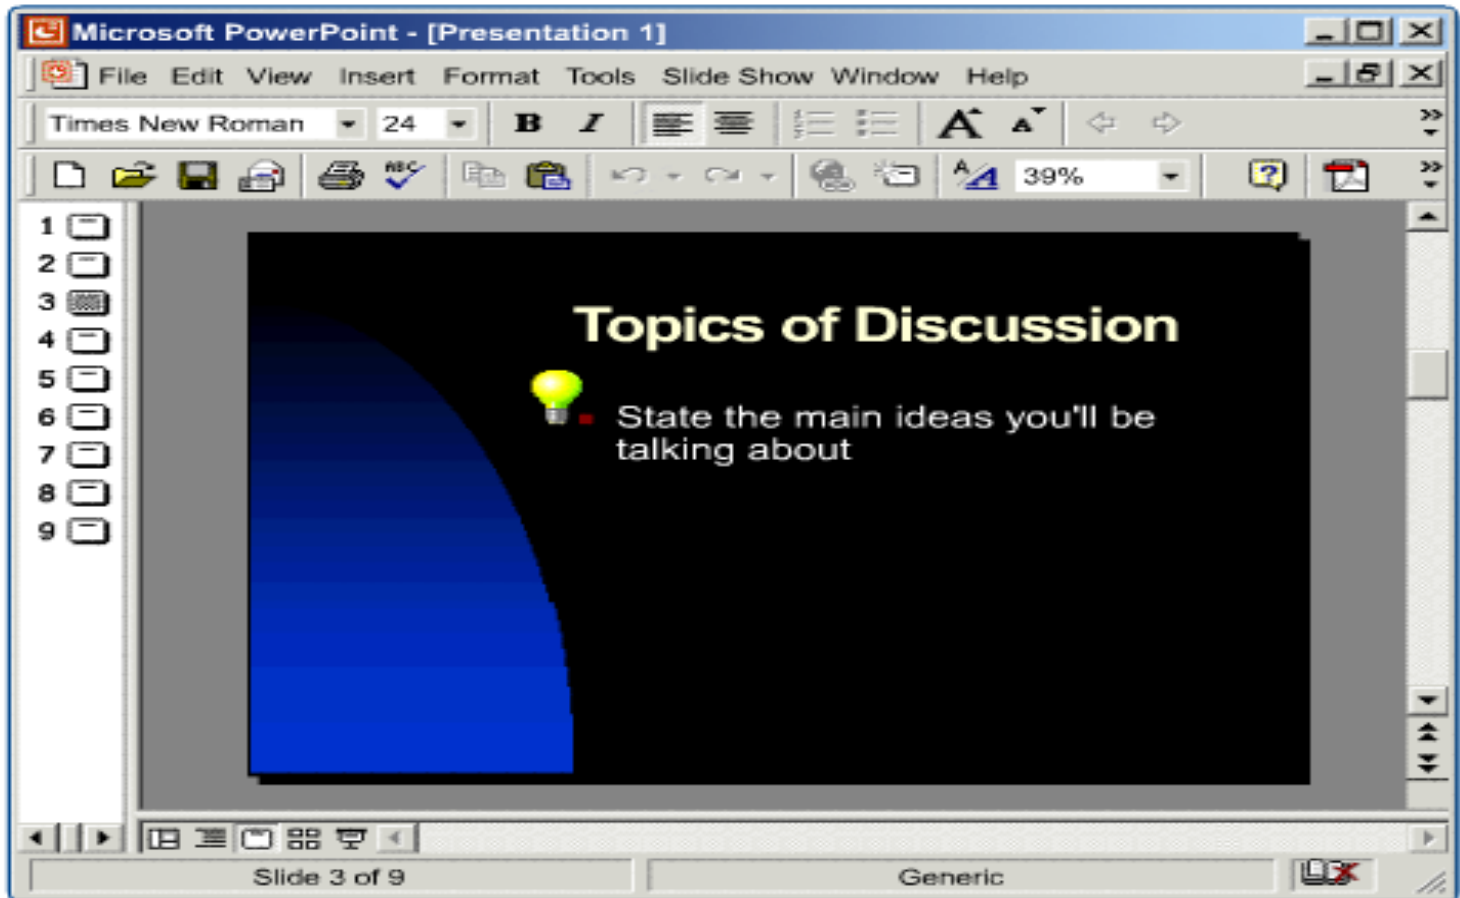 Microsoft PowerPoint - [Presentation 1]
File Edit View Insert Format Tools Slide Show Window Help
Times New Roman 24 B I A A
ABC A/A 39% ?
1
2
3
4
5
6
7
8
9
Topics of Discussion
State the main ideas you'll be
talking about
Slide 3 of 9 Generic